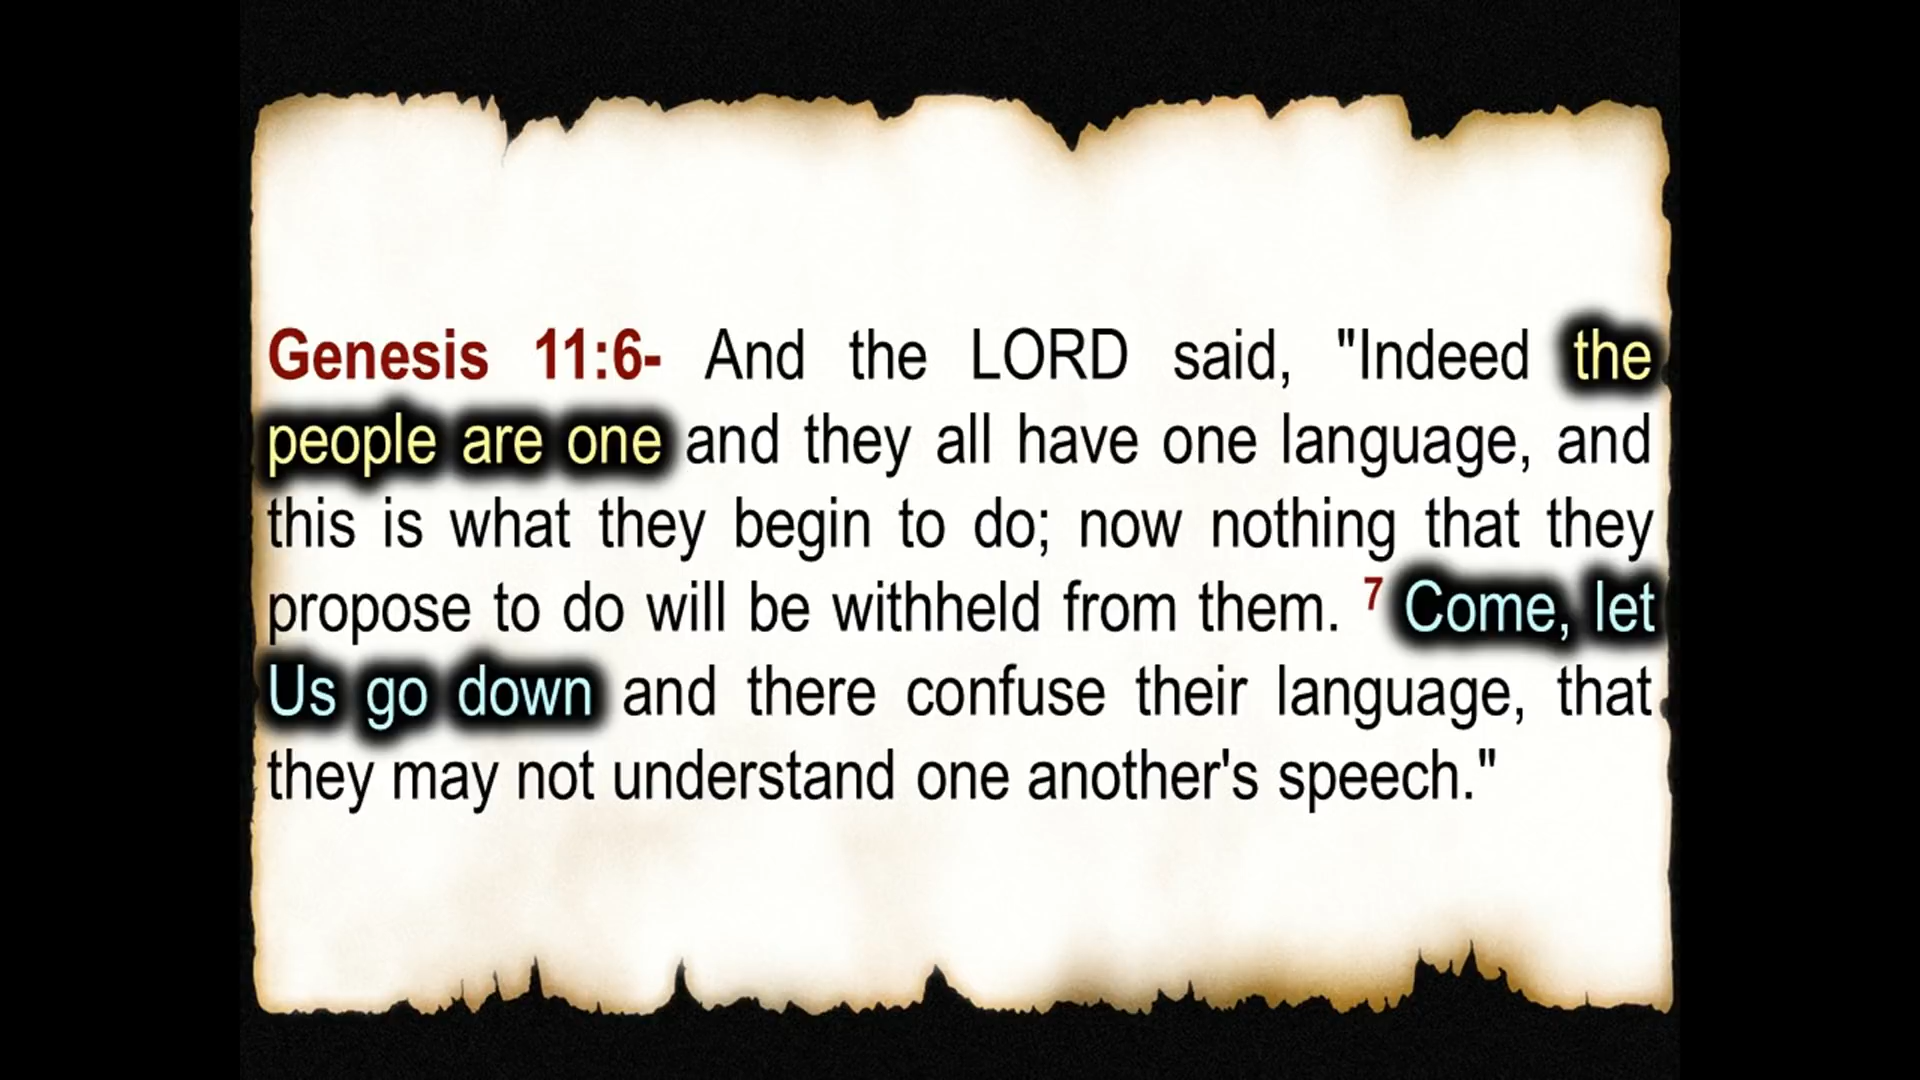 Genesis 11:6- And the LORD said, "Indeed the
people are one and they all have one language, and
this is what they begin to do; now nothing that they
propose to do will be withheld from them. 7 Come, let
Us go down and there confuse their language, that
they may not understand one another's speech."